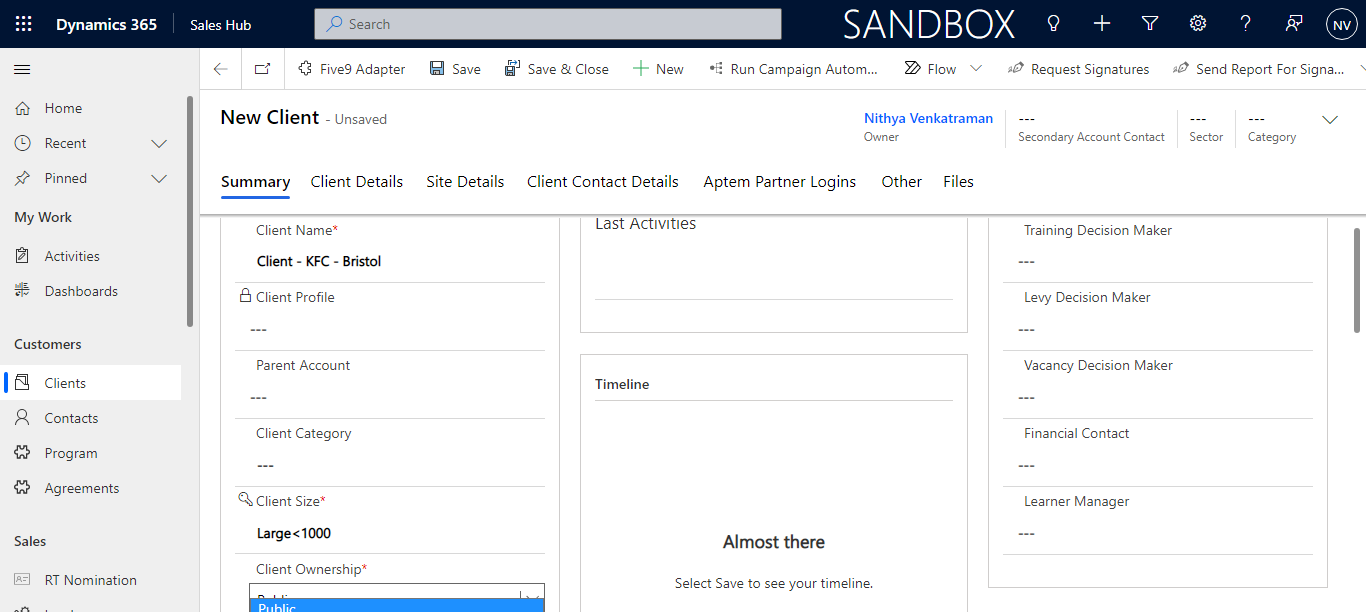 Dynamics 365 Sales Hub Search SANDBOX NV
Five9 Adapter Save Save & Close New Run Campaign Autom... Flow Request Signatures Send Report For Signa...
Home
Recent
Pinned
My Work
Activities
Dashboards
Customers
Clients
Contacts
Program
Agreements
Sales
RT Nomination
New Client - Unsaved
Nithya Venkatraman
Owner
---
Secondary Account Contact
---
Sector
---
Category
Summary Client Details Site Details Client Contact Details Aptem Partner Logins Other Files
Client Name*
Client - KFC - Bristol
Client Profile
---
Parent Account
---
Client Category
---
Client Size*
Large<1000
Client Ownership*
Public
Public
Last Activities
Timeline
Almost there
Select Save to see your timeline.
Training Decision Maker
---
Levy Decision Maker
---
Vacancy Decision Maker
---
Financial Contact
---
Learner Manager
---